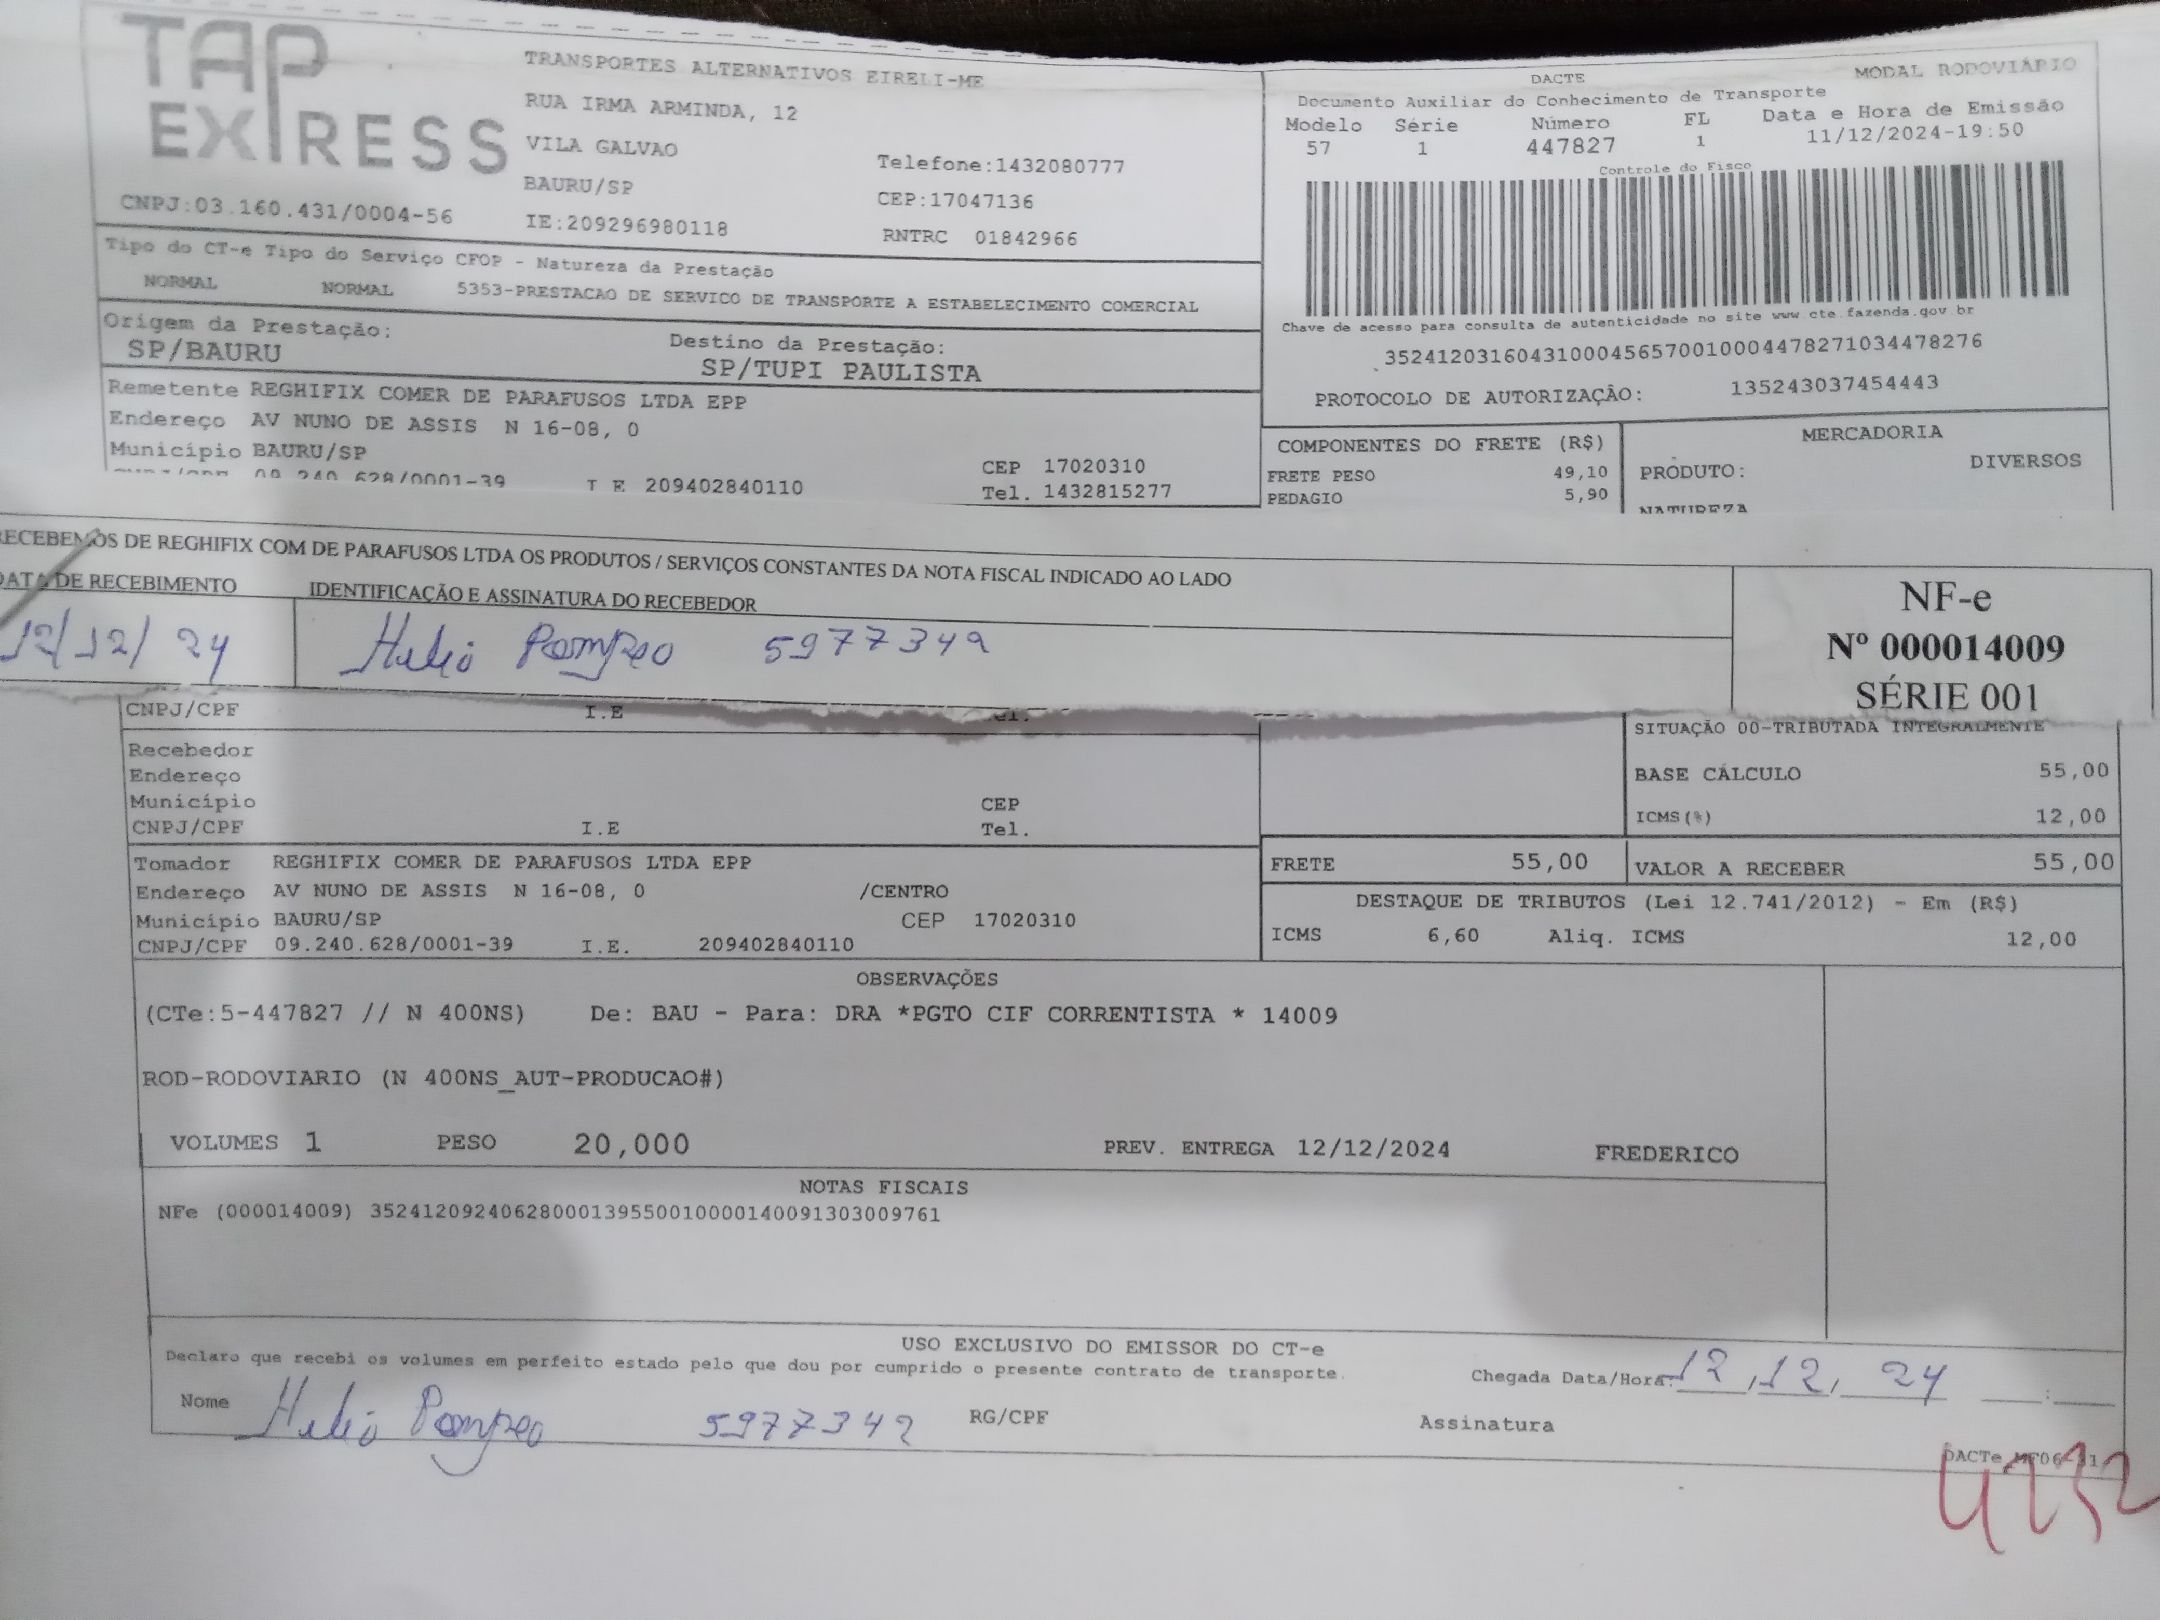 TAP
EXPRESS
TRANSPORTES ALTERNATIVOS EIRELI-ME
RUA IRMA ARMINDA, 12
VILA GALVAO
Telefone:1432080777
BAURU/SP
CEP:17047136
CNPJ:03.160.431/0004-56
IE:209296980118
RNTRC 01842966
DACTE
MODAL RODOVIÁRIO
Documento Auxiliar do Conhecimento de Transporte
Modelo Série Número FL Data e Hora de Emissão
57 1 447827 1 11/12/2024-19:50
Controle do Fisco
Chave de acesso para consulta de autenticidade no site www cte.fazenda.gov br
35241203160431000456570010004478271034478276
PROTOCOLO DE AUTORIZAÇÃO: 135243037454443
Tipo do CT-e Tipo do Serviço CFOP - Natureza da Prestação
NORMAL NORMAL 5353-PRESTACAO DE SERVICO DE TRANSPORTE A ESTABELECIMENTO COMERCIAL
Origem da Prestação: Destino da Prestação:
SP/BAURU SP/TUPI PAULISTA
Remetente REGHIFIX COMER DE PARAFUSOS LTDA EPP
Endereço AV NUNO DE ASSIS N 16-08, 0
Município BAURU/SP CEP 17020310
09.240.628/0001-39 I E 209402840110 Tel. 1432815277
COMPONENTES DO FRETE (R$)
FRETE PESO 49,10
PEDAGIO 5,90
MERCADORIA
PRODUTO: DIVERSOS
NATUREZA
RECEBEMOS DE REGHIFIX COM DE PARAFUSOS LTDA OS PRODUTOS / SERVIÇOS CONSTANTES DA NOTA FISCAL INDICADO AO LADO
DATA DE RECEBIMENTO IDENTIFICAÇÃO E ASSINATURA DO RECEBEDOR
12/12/24 Helio Pompeo 5977342
NF-e
Nº 000014009
SÉRIE 001
CNPJ/CPF I.E
Recebedor
Endereço
Município CEP
CNPJ/CPF I.E Tel.
SITUAÇÃO 00-TRIBUTADA INTEGRALMENTE
BASE CÁLCULO 55,00
ICMS(%) 12,00
Tomador REGHIFIX COMER DE PARAFUSOS LTDA EPP
Endereço AV NUNO DE ASSIS N 16-08, 0 /CENTRO
Município BAURU/SP CEP 17020310
CNPJ/CPF 09.240.628/0001-39 I.E. 209402840110
FRETE 55,00 VALOR A RECEBER 55,00
DESTAQUE DE TRIBUTOS (Lei 12.741/2012) - Em (R$)
ICMS 6,60 Aliq. ICMS 12,00
OBSERVAÇÕES
(CTe:5-447827 // N 400NS) De: BAU - Para: DRA *PGTO CIF CORRENTISTA * 14009
ROD-RODOVIARIO (N 400NS_AUT-PRODUCAO#)
VOLUMES 1 PESO 20,000 PREV. ENTREGA 12/12/2024 FREDERICO
NOTAS FISCAIS
NFe (000014009) 35241209240628000139550010000140091303009761
USO EXCLUSIVO DO EMISSOR DO CT-e
Declaro que recebi os volumes em perfeito estado pelo que dou por cumprido o presente contrato de transporte.
Chegada Data/Hora: 12/12/24 :
Nome Helio Pompeo 5977342 RG/CPF Assinatura
DACTe